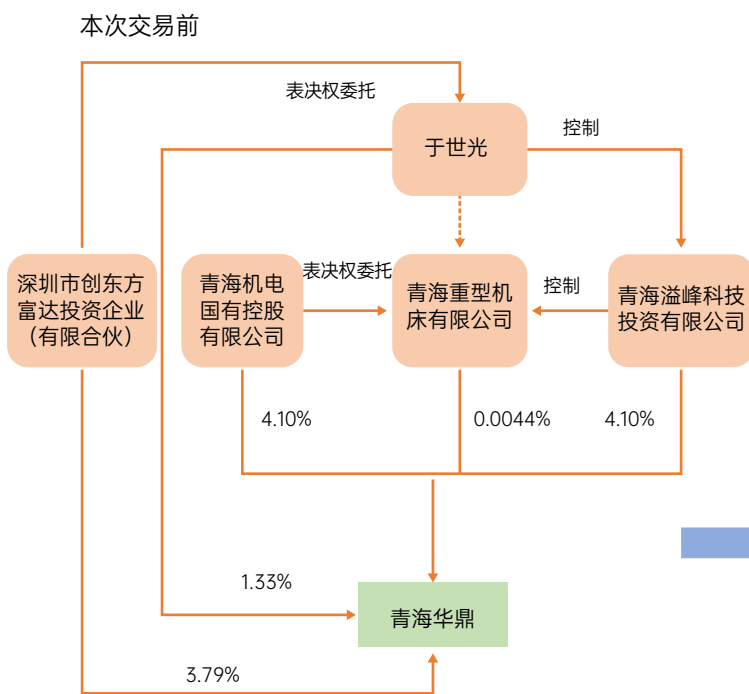 本次交易前
表决权委托
于世光
控制
深圳市创东方
富达投资企业
（有限合伙）
青海机电
国有控股
有限公司
表决权委托
青海重型机
床有限公司
控制
青海溢峰科技
投资有限公司
4.10%
0.0044%
4.10%
1.33%
青海华鼎
3.79%